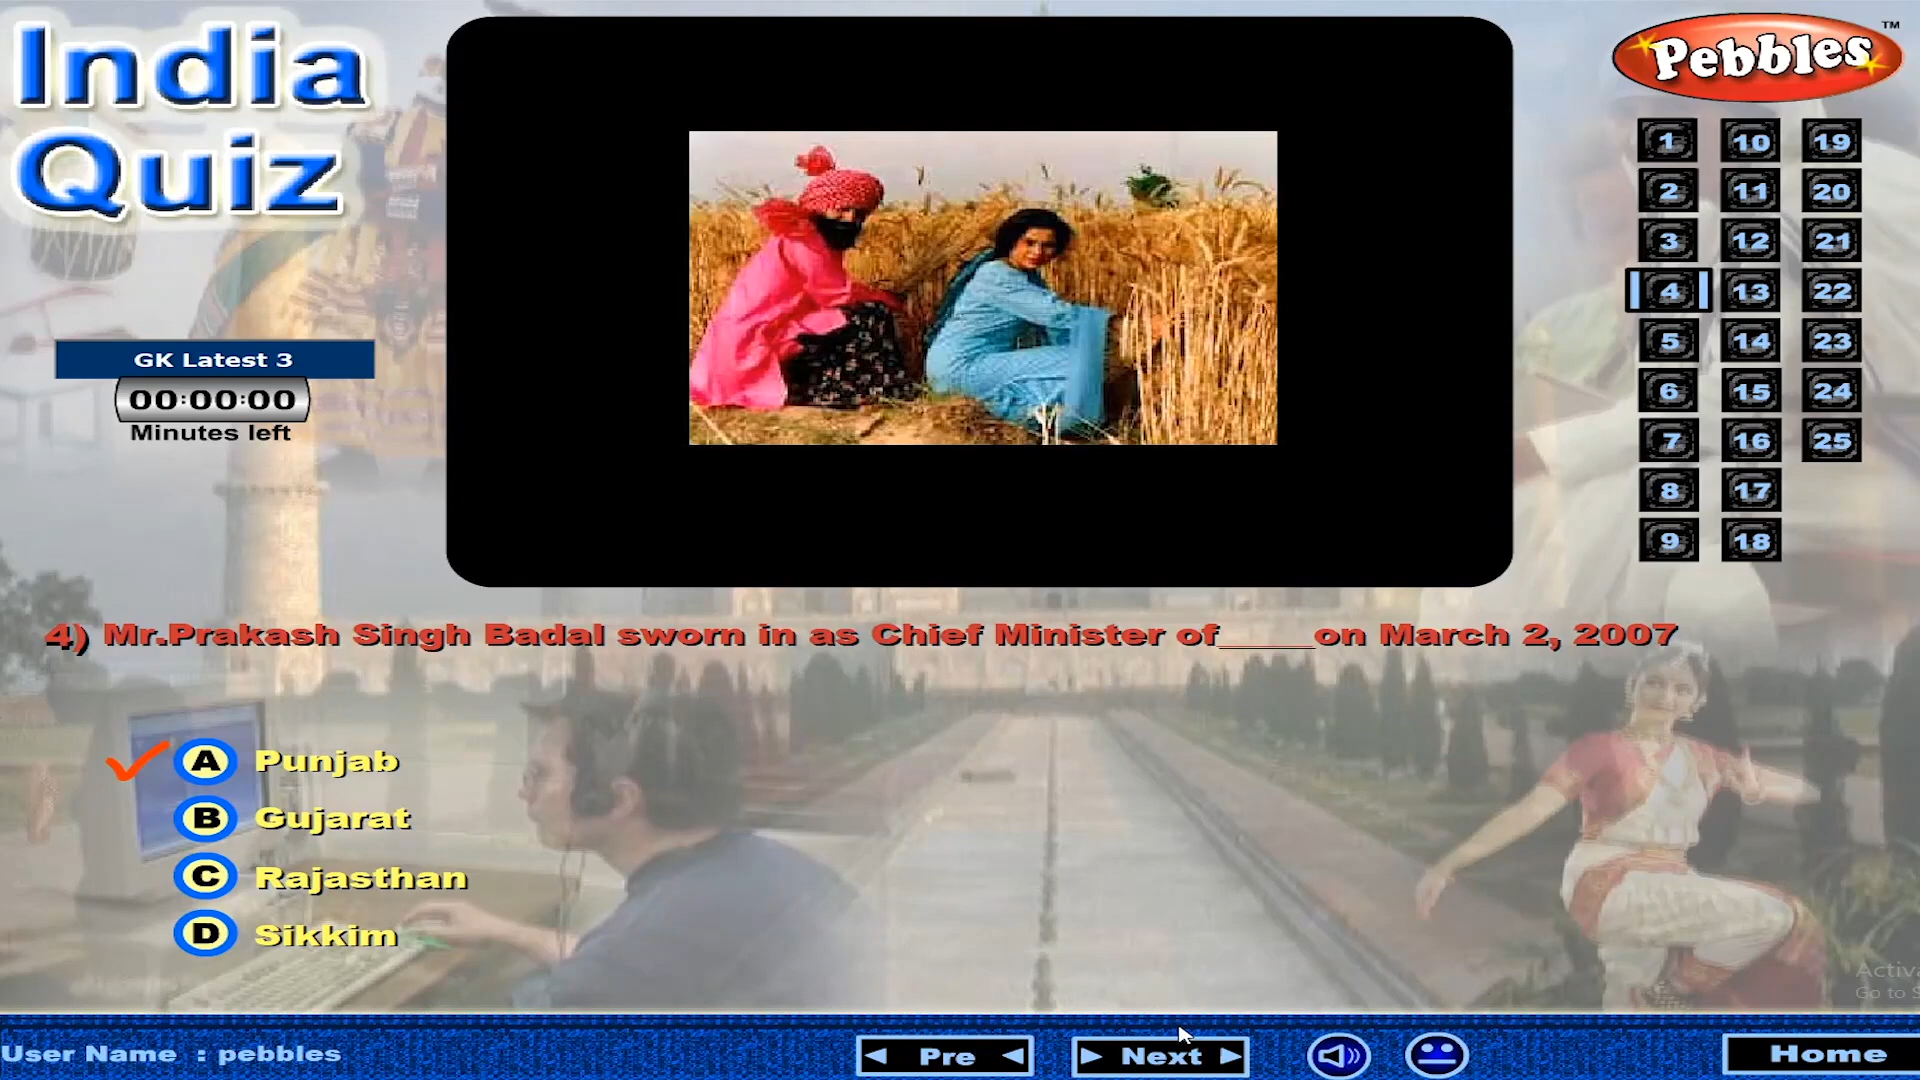 India
Quiz
Pebbles™
GK Latest 3
00:00:00
Minutes left
1 10 19
2 11 20
3 12 21
4 13 22
5 14 23
6 15 24
7 16 25
8 17
9 18
4) Mr.Prakash Singh Badal sworn in as Chief Minister of_____on March 2, 2007
A Punjab
B Gujarat
C Rajasthan
D Sikkim
Go to
User Name : pebbles
Pre
Next
Home